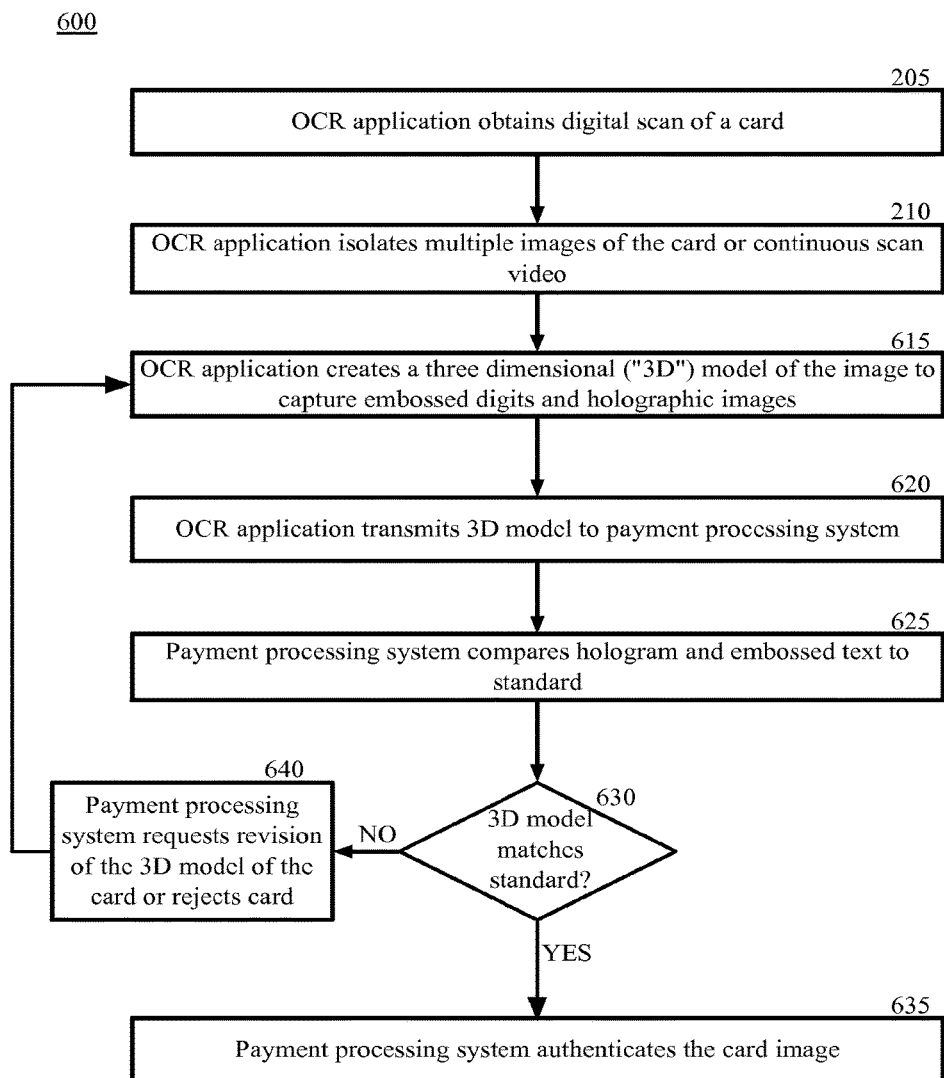 600
205
OCR application obtains digital scan of a card
210
OCR application isolates multiple images of the card or continuous scan
video
615
OCR application creates a three dimensional ("3D") model of the image to
capture embossed digits and holographic images
620
OCR application transmits 3D model to payment processing system
625
Payment processing system compares hologram and embossed text to
standard
630
3D model
matches
standard?
NO
640
Payment processing
system requests revision
of the 3D model of the
card or rejects card
YES
635
Payment processing system authenticates the card image